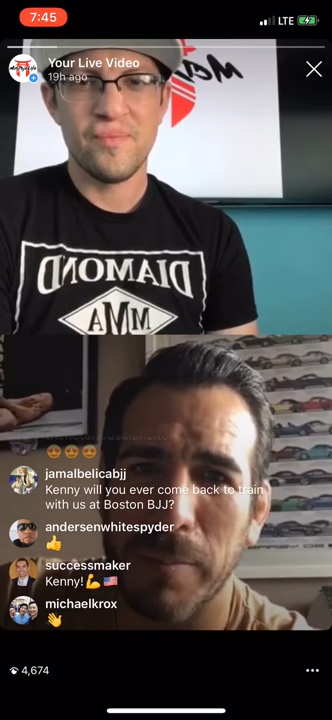 7:45
LTE
Your Live Video
19h ago
DIAMOND
MMA
jamalbelicabjj
Kenny will you ever come back to train
with us at Boston BJJ?
andersenwhitespyder
successmaker
Kenny!
michaelkrox
4,674